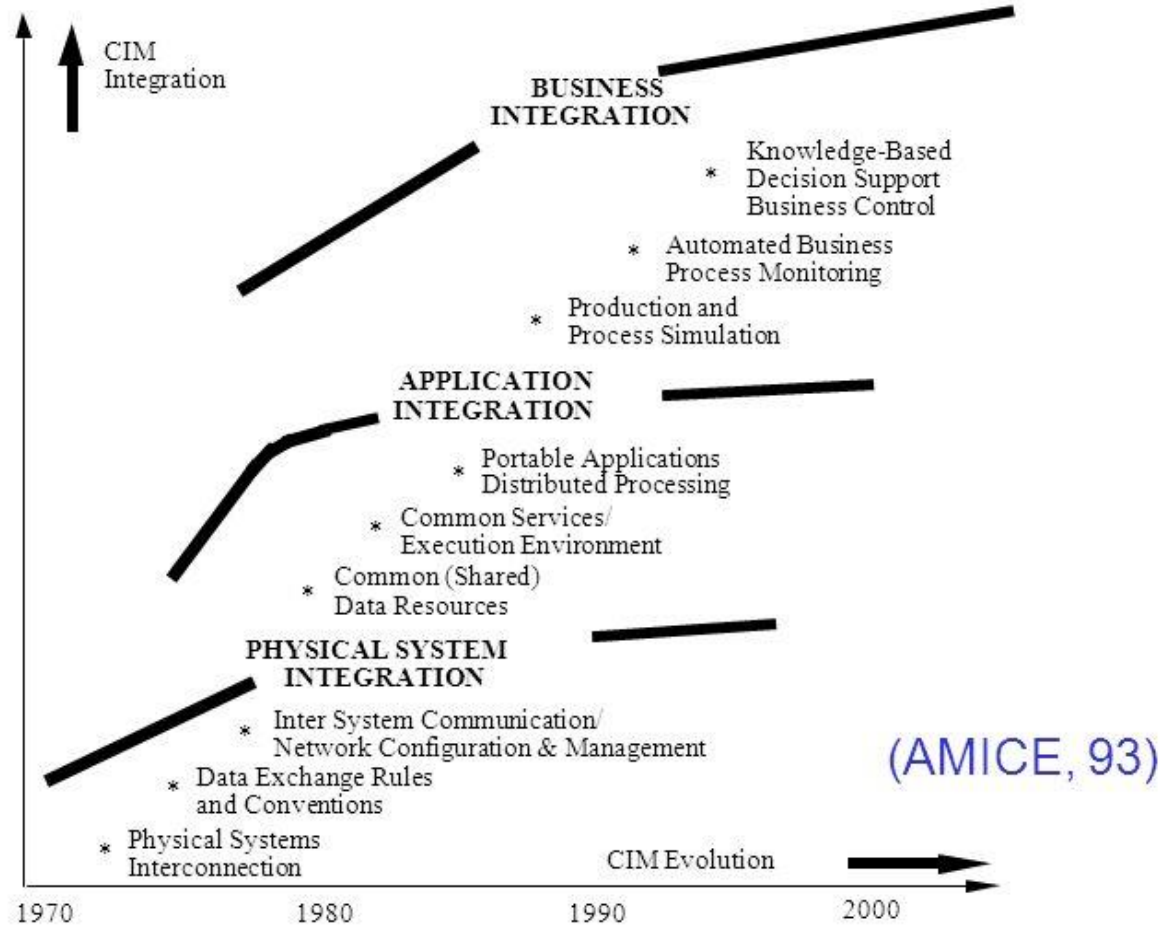 CIM
Integration
BUSINESS
INTEGRATION
* Knowledge-Based
Decision Support
Business Control
* Automated Business
Process Monitoring
* Production and
Process Simulation
APPLICATION
INTEGRATION
* Portable Applications
Distributed Processing
* Common Services/
Execution Environment
* Common (Shared)
Data Resources
PHYSICAL SYSTEM
INTEGRATION
* Inter System Communication/
Network Configuration & Management
* Data Exchange Rules
and Conventions
* Physical Systems
Interconnection
(AMICE, 93)
CIM Evolution
1970 1980 1990 2000